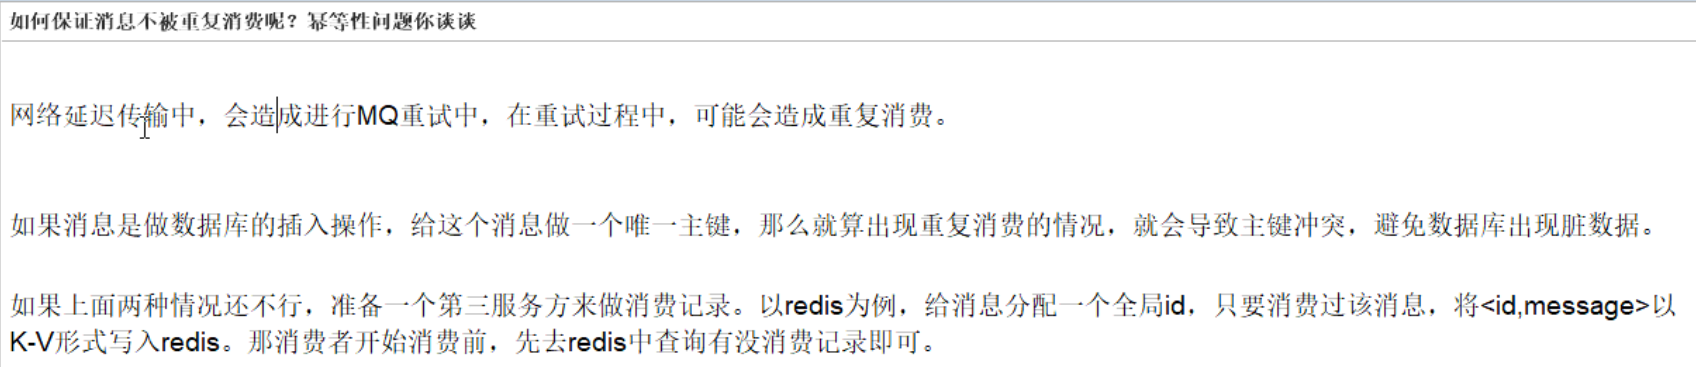 如何保证消息不被重复消费呢？幂等性问题你谈谈
网络延迟传输中，会造成进行MQ重试中，在重试过程中，可能会造成重复消费。
如果消息是做数据库的插入操作，给这个消息做一个唯一主键，那么就算出现重复消费的情况，就会导致主键冲突，避免数据库出现脏数据。
如果上面两种情况还不行，准备一个第三服务方来做消费记录。以redis为例，给消息分配一个全局id，只要消费过该消息，将<id,message>以
K-V形式写入redis。那消费者开始消费前，先去redis中查询有没消费记录即可。